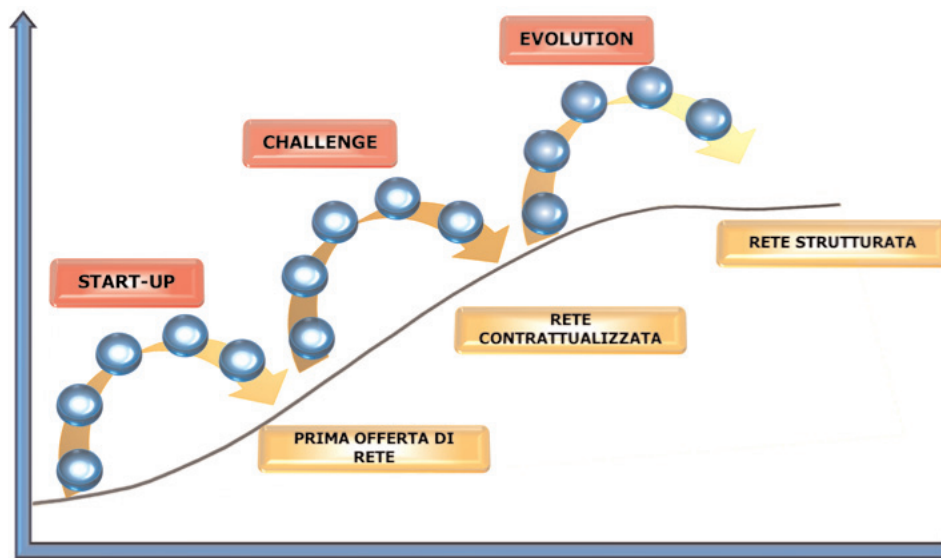 EVOLUTION
CHALLENGE
START-UP
RETE STRUTTURATA
RETE
CONTRATTUALIZZATA
PRIMA OFFERTA DI
RETE